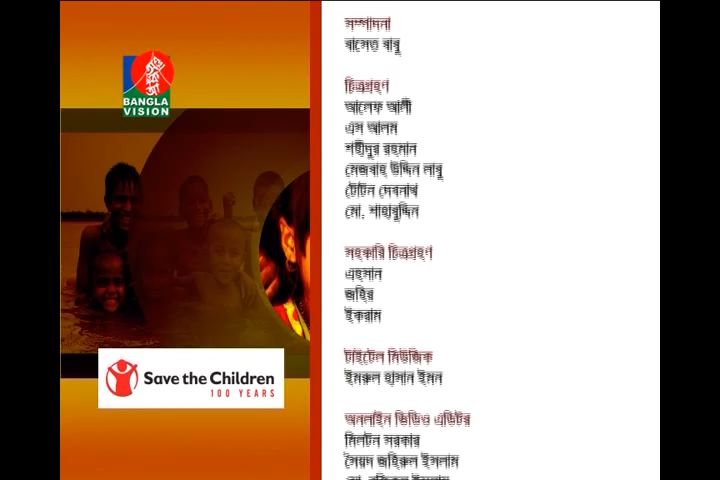 বাংলাভিশন
BANGLA
VISION
Save the Children
100 YEARS
সম্পাদনা
বাসেত বাবু
চিত্রগ্রহণ
আলেফ আলী
এস আলম
শহীদুর রহমান
মেজবাহ উদ্দিন লাবু
টোটন দেবনাথ
মো. শাহাবুদ্দিন
সহকারি চিত্রগ্রহণ
এহসান
জহির
ইকরাম
টাইটেল মিউজিক
ইমরুল হাসান ইমন
অনলাইন ভিডিও এডিটর
মিলটন সরকার
সৈয়দ জহিরুল ইসলাম